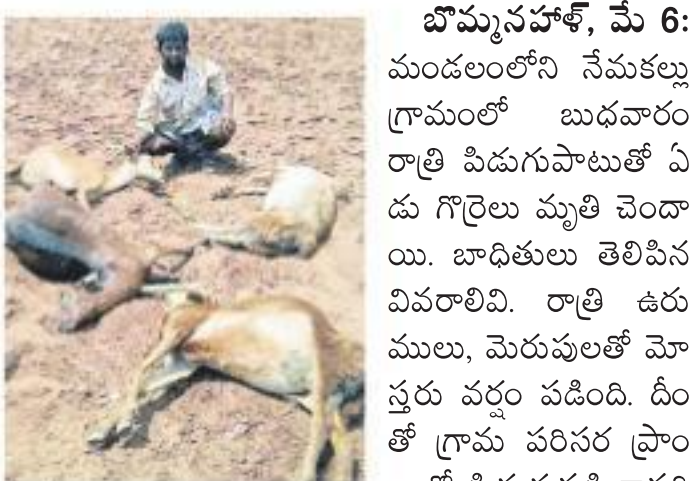 బొమ్మనహాళ్, మే 6:
మండలంలోని నేమకల్లు
గ్రామంలో బుధవారం
రాత్రి పిడుగుపాటుతో ఏ
డు గొర్రెలు మృతి చెందా
యి. బాధితులు తెలిపిన
వివరాలివి. రాత్రి ఉరు
ములు, మెరుపులతో మో
స్తరు వర్షం పడింది. దీం
తో గ్రామ పరిసర ప్రాం